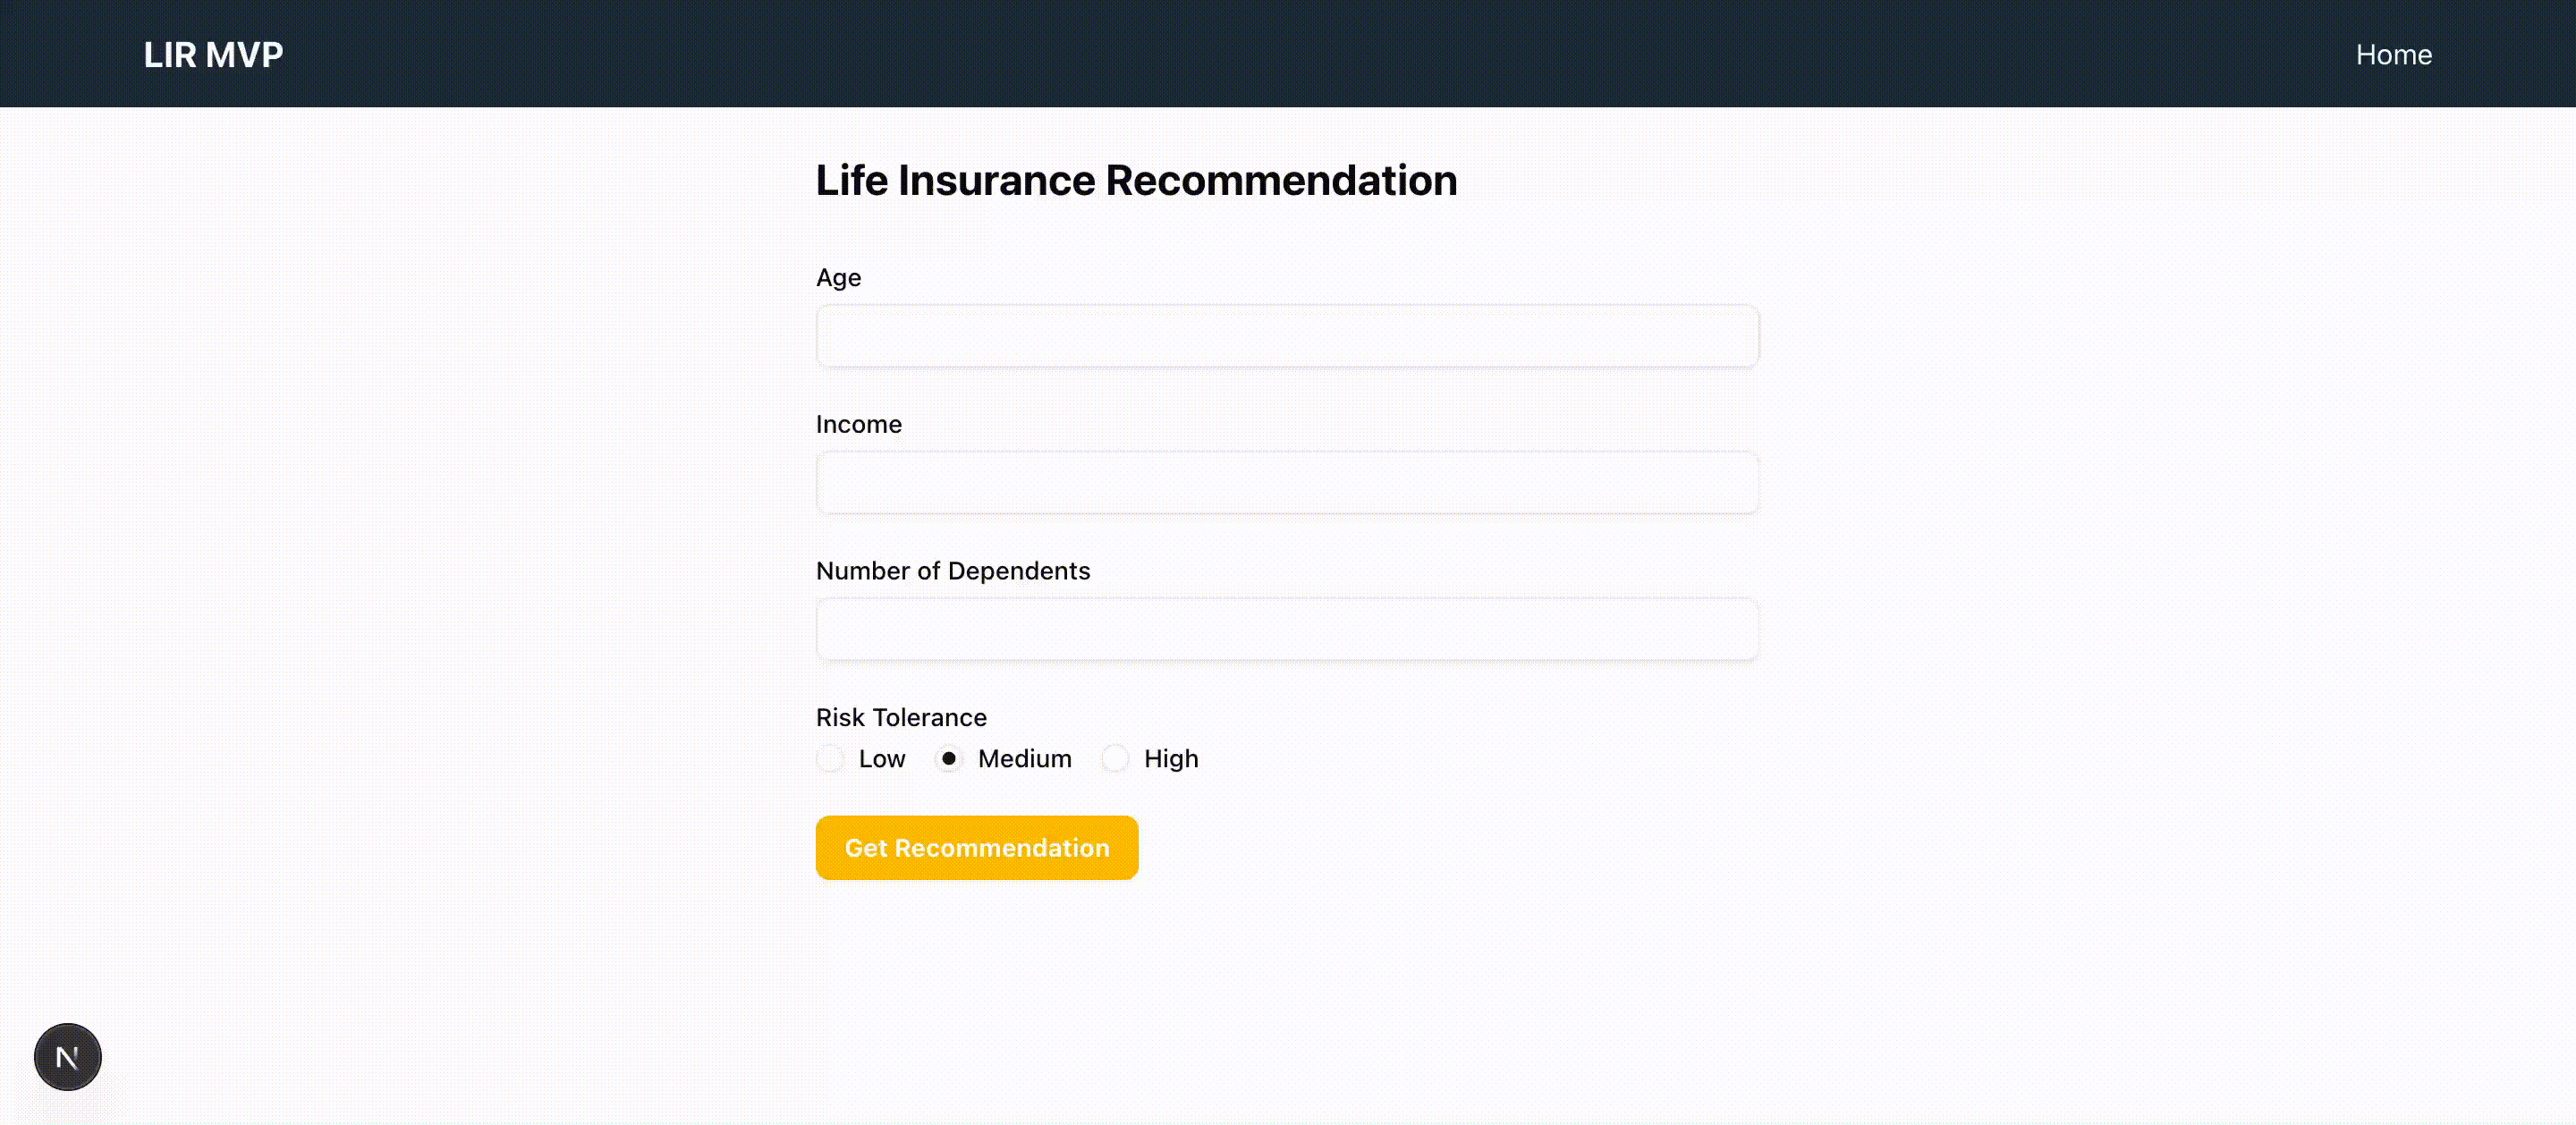 LIR MVP
Home
Life Insurance Recommendation
Age
Income
Number of Dependents
Risk Tolerance
Low Medium High
Get Recommendation
N